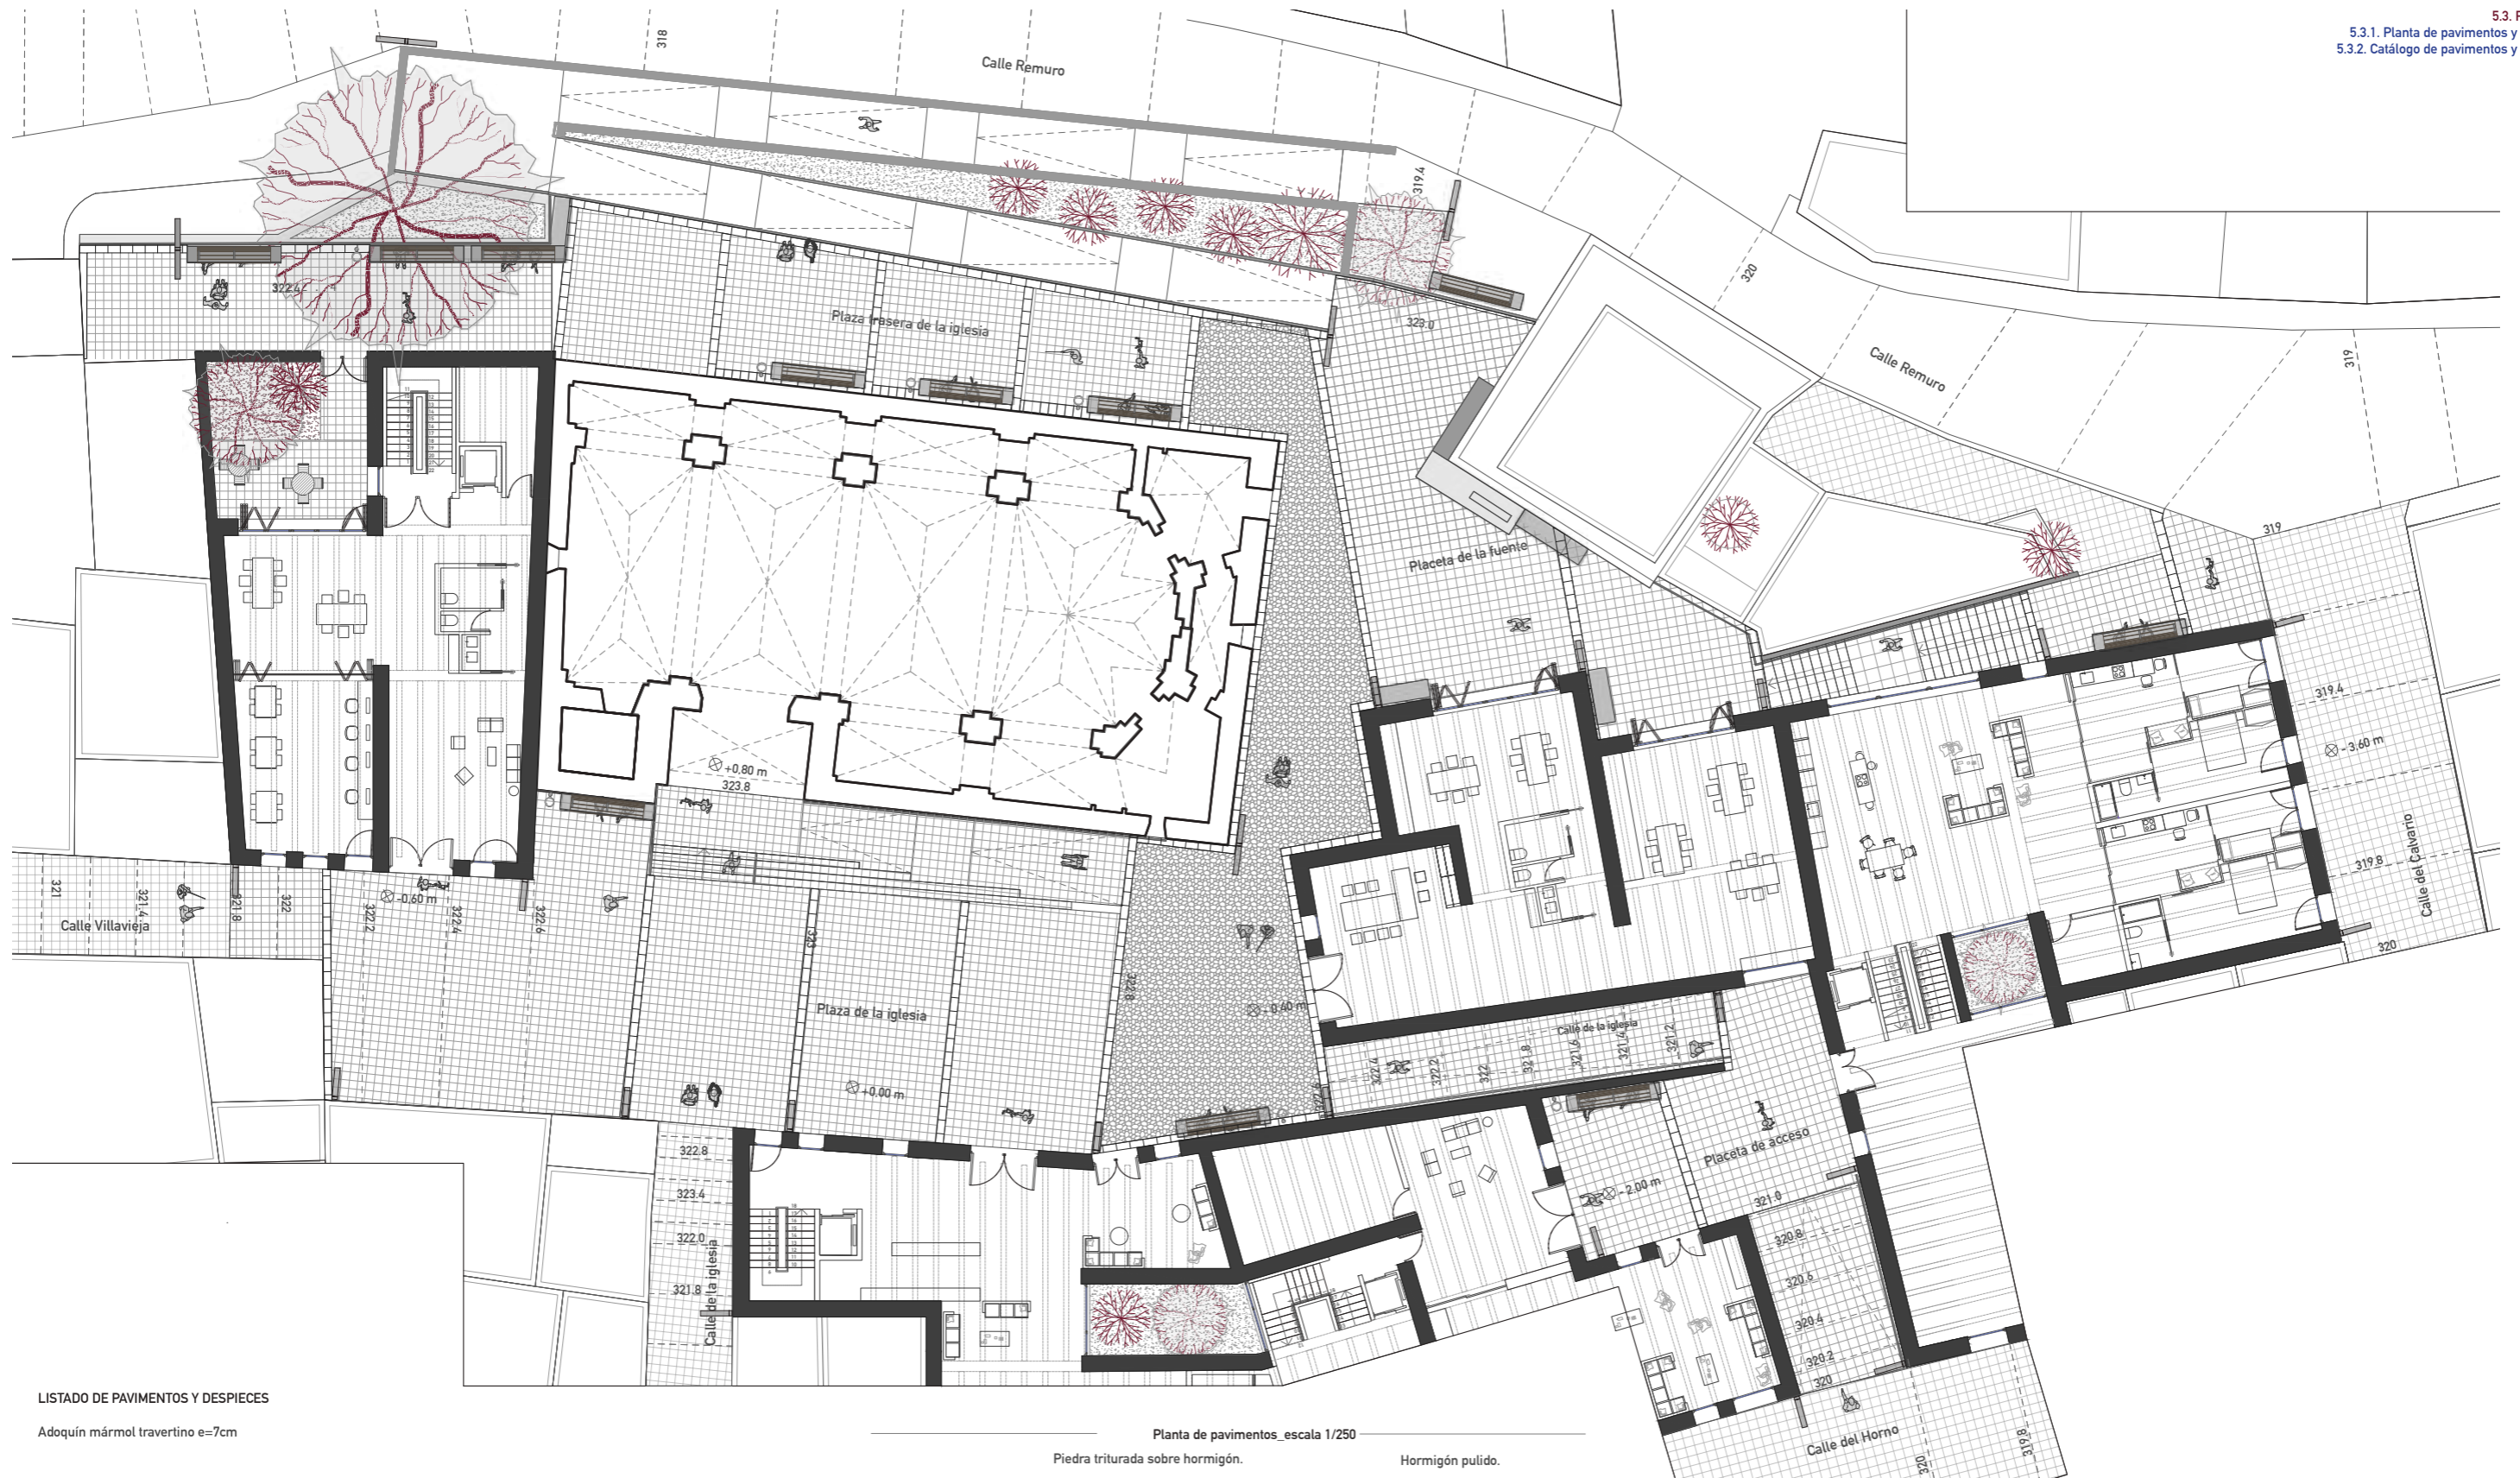 5.3.
5.3.1. Planta de pavimentos y
5.3.2. Catálogo de pavimentos y
318
Calle Remuro
319.4
320
322.4
323.0
Plaza trasera de la iglesia
Calle Remuro
319
Placeta de la fuente
319
319.4
-3,60 m
+0,80 m
323.8
319.8
Calle del Calvario
320
321
321.4
321.8
322
322.2
322.4
322.6
-0,60 m
Calle Villavieja
323
322.8
Plaza de la iglesia
- 0,40 m
Calle de la iglesia
322.4
322.2
322
321.8
321.6
321.4
321.2
+0,00 m
322.6
Placeta de acceso
-2,00 m
321.0
322.8
323.4
322.0
321.8
Calle de la iglesia
320.8
320.6
320.4
320.2
320
Calle del Horno
320
319.8
LISTADO DE PAVIMENTOS Y DESPIECES
Adoquín mármol travertino e=7cm
Planta de pavimentos_escala 1/250
Piedra triturada sobre hormigón.
Hormigón pulido.